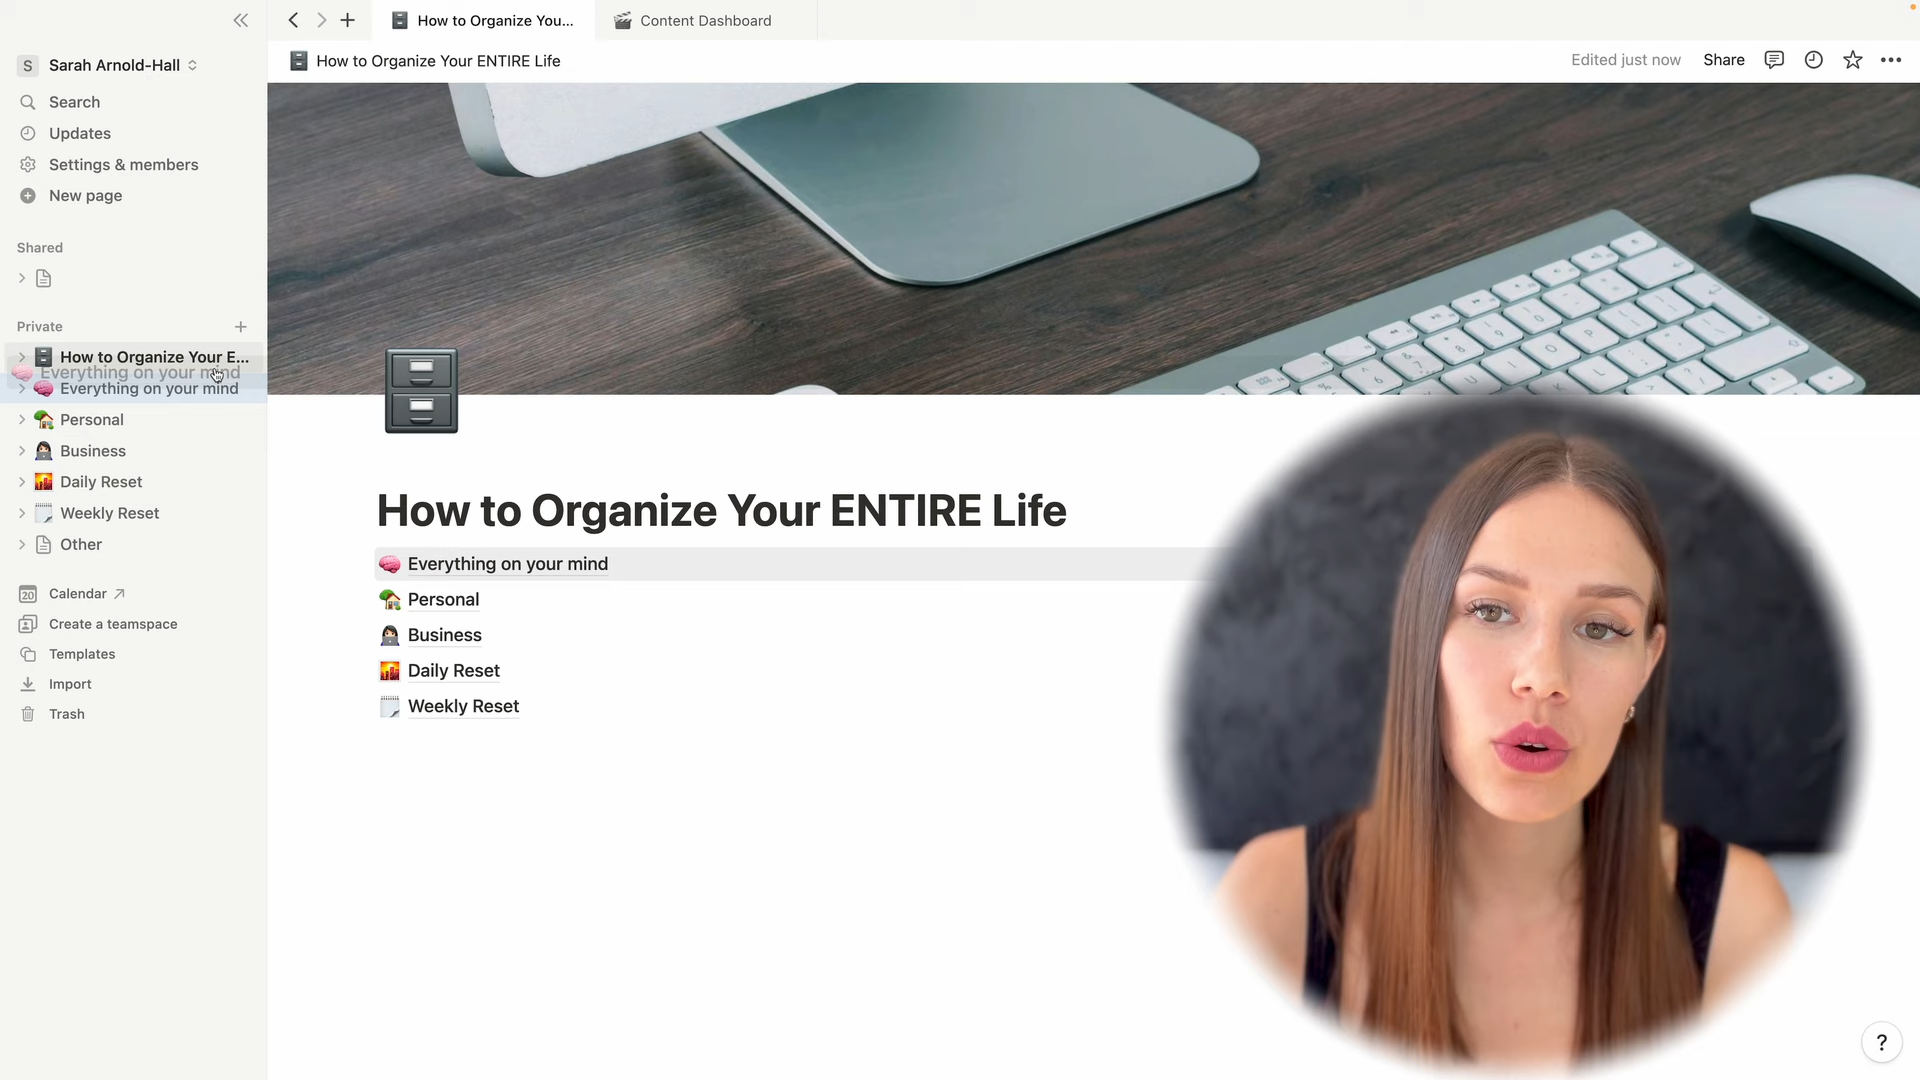 How to Organize You...
Content Dashboard
S Sarah Arnold-Hall
How to Organize Your ENTIRE Life
Edited just now
Share
Search
Updates
Settings & members
New page
Shared
Private
How to Organize Your E...
Everything on your mind
Everything on your mind
Personal
Business
Daily Reset
Weekly Reset
Other
20 Calendar
Create a teamspace
Templates
Import
Trash
How to Organize Your ENTIRE Life
Everything on your mind
Personal
Business
Daily Reset
Weekly Reset
?